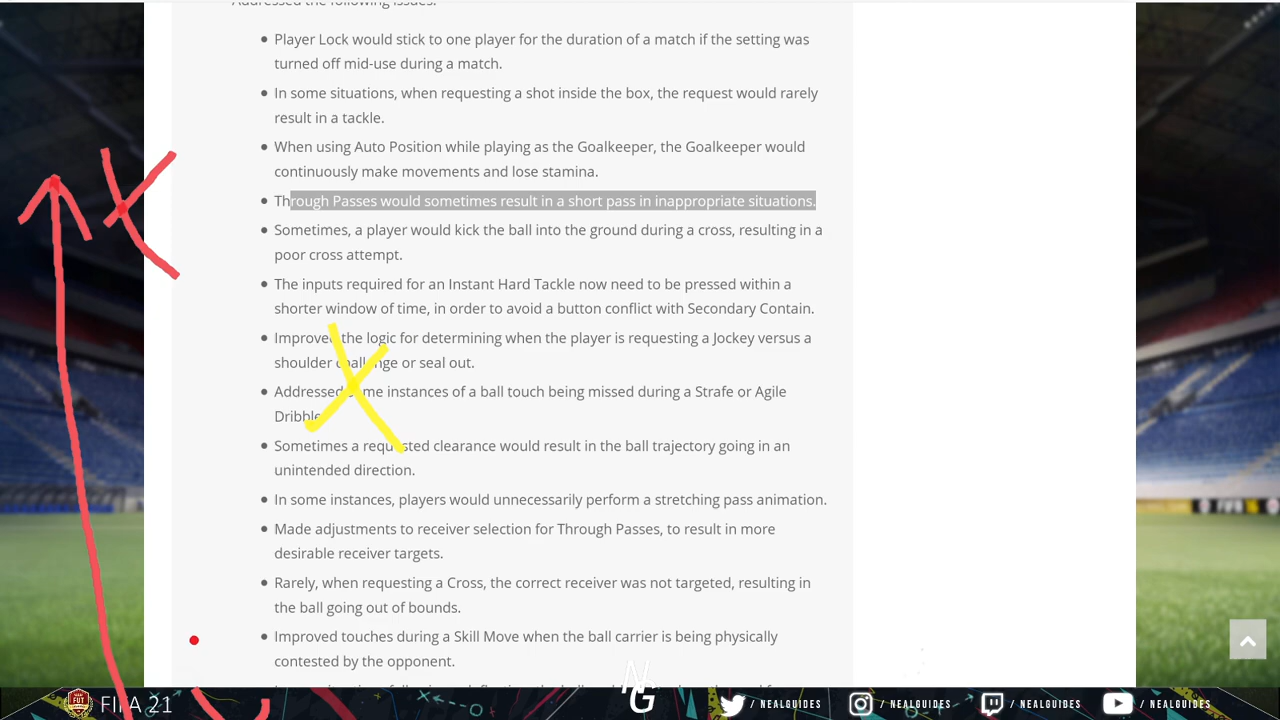 Addressed the following issues:
Player Lock would stick to one player for the duration of a match if the setting was
turned off mid-use during a match.
In some situations, when requesting a shot inside the box, the request would rarely
result in a tackle.
When using Auto Position while playing as the Goalkeeper, the Goalkeeper would
continuously make movements and lose stamina.
Through Passes would sometimes result in a short pass in inappropriate situations.
Sometimes, a player would kick the ball into the ground during a cross, resulting in a
poor cross attempt.
The inputs required for an Instant Hard Tackle now need to be pressed within a
shorter window of time, in order to avoid a button conflict with Secondary Contain.
Improved the logic for determining when the player is requesting a Jockey versus a
shoulder challenge or seal out.
Addressed some instances of a ball touch being missed during a Strafe or Agile
Dribble
Sometimes a requested clearance would result in the ball trajectory going in an
unintended direction.
In some instances, players would unnecessarily perform a stretching pass animation.
Made adjustments to receiver selection for Through Passes, to result in more
desirable receiver targets.
Rarely, when requesting a Cross, the correct receiver was not targeted, resulting in
the ball going out of bounds.
Improved touches during a Skill Move when the ball carrier is being physically
contested by the opponent.
FIFA 21 NG / NEALGUIDES / NEALGUIDES / NEALGUIDES / NEALGUIDES